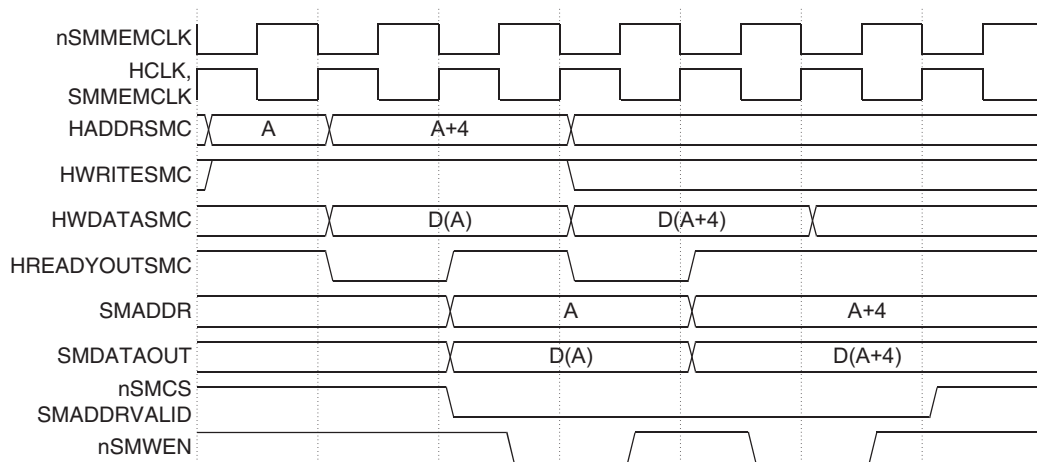 nSMMEMCLK
HCLK,
SMMEMCLK
HADDRSMC A A+4
HWRITESMC
HWDATASMC D(A) D(A+4)
HREADYOUTSMC
SMADDR A A+4
SMDATAOUT D(A) D(A+4)
nSMCS
SMADDRVALID
nSMWEN